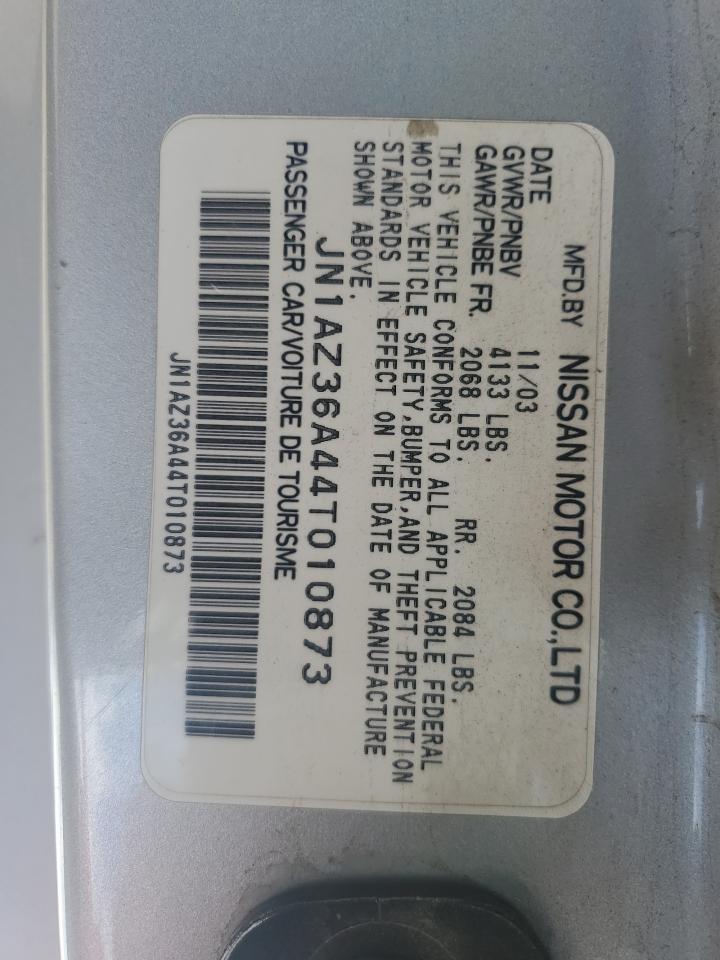 MFD.BY NISSAN MOTOR CO.,LTD
DATE 11/03
GVWR/PNBV 4133 LBS.
GAWR/PNBE FR. 2068 LBS. RR. 2084 LBS.
THIS VEHICLE CONFORMS TO ALL APPLICABLE FEDERAL
MOTOR VEHICLE SAFETY,BUMPER,AND THEFT PREVENTION
STANDARDS IN EFFECT ON THE DATE OF MANUFACTURE
SHOWN ABOVE.
JN1AZ36A44T010873
PASSENGER CAR/VOITURE DE TOURISME
JN1AZ36A44T010873